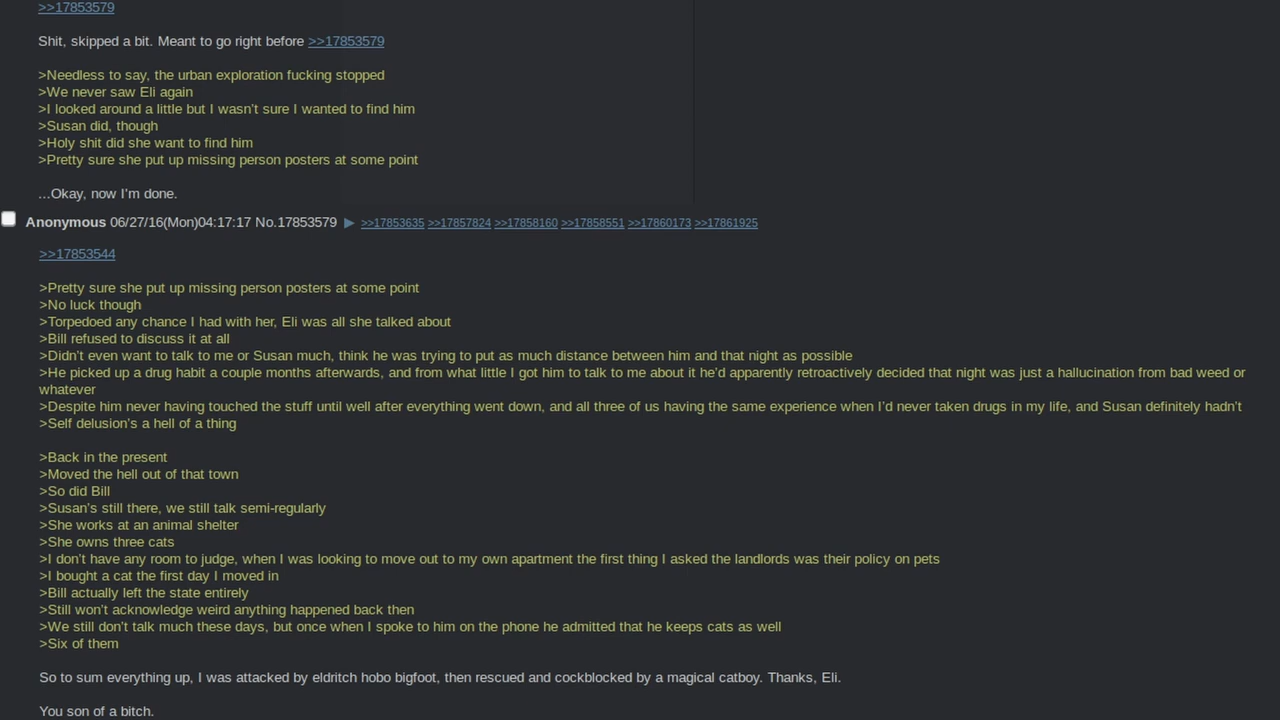 >>17853579
Shit, skipped a bit. Meant to go right before >>17853579
>Needless to say, the urban exploration fucking stopped
>We never saw Eli again
>I looked around a little but I wasn't sure I wanted to find him
>Susan did, though
>Holy shit did she want to find him
>Pretty sure she put up missing person posters at some point
...Okay, now I'm done.
Anonymous 06/27/16(Mon)04:17:17 No.17853579 ▶ >>17853635 >>17857824 >>17858160 >>17858551 >>17860173 >>17861925
>>17853544
>Pretty sure she put up missing person posters at some point
>No luck though
>Torpedoed any chance I had with her, Eli was all she talked about
>Bill refused to discuss it at all
>Didn't even want to talk to me or Susan much, think he was trying to put as much distance between him and that night as possible
>He picked up a drug habit a couple months afterwards, and from what little I got him to talk to me about it he'd apparently retroactively decided that night was just a hallucination from bad weed or
whatever
>Despite him never having touched the stuff until well after everything went down, and all three of us having the same experience when I'd never taken drugs in my life, and Susan definitely hadn't
>Self delusion's a hell of a thing
>Back in the present
>Moved the hell out of that town
>So did Bill
>Susan's still there, we still talk semi-regularly
>She works at an animal shelter
>She owns three cats
>I don't have any room to judge, when I was looking to move out to my own apartment the first thing I asked the landlords was their policy on pets
>I bought a cat the first day I moved in
>Bill actually left the state entirely
>Still won't acknowledge weird anything happened back then
>We still don't talk much these days, but once when I spoke to him on the phone he admitted that he keeps cats as well
>Six of them
So to sum everything up, I was attacked by eldritch hobo bigfoot, then rescued and cockblocked by a magical catboy. Thanks, Eli.
You son of a bitch.